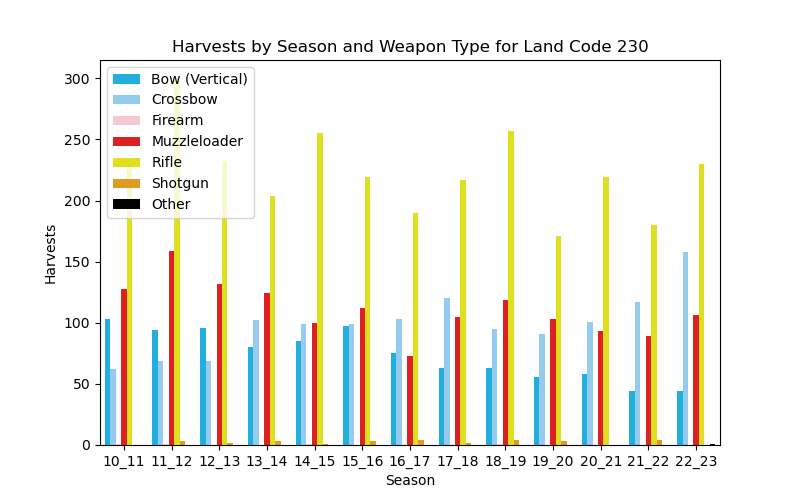 Harvests by Season and Weapon Type for Land Code 230
300
250
200
150
100
50
0
Harvests
Bow (Vertical)
Crossbow
Firearm
Muzzleloader
Rifle
Shotgun
Other
10_11 11_12 12_13 13_14 14_15 15_16 16_17 17_18 18_19 19_20 20_21 21_22 22_23
Season